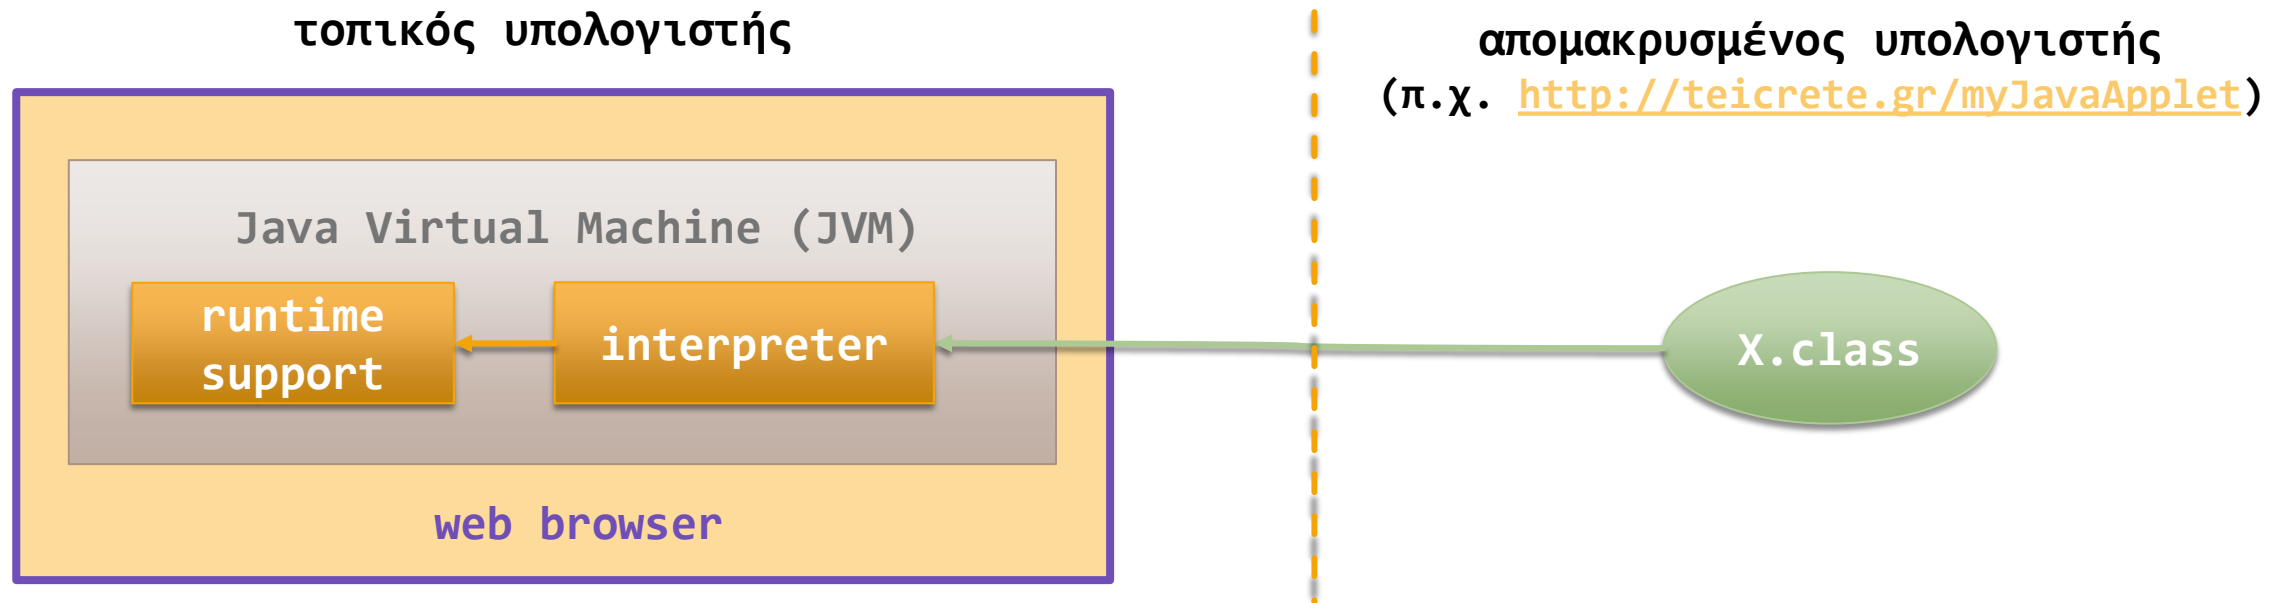 τοπικός υπολογιστής
απομακρυσμένος υπολογιστής
(π.χ. http://teicrete.gr/myJavaApplet)
Java Virtual Machine (JVM)
runtime
support
interpreter
X.class
web browser